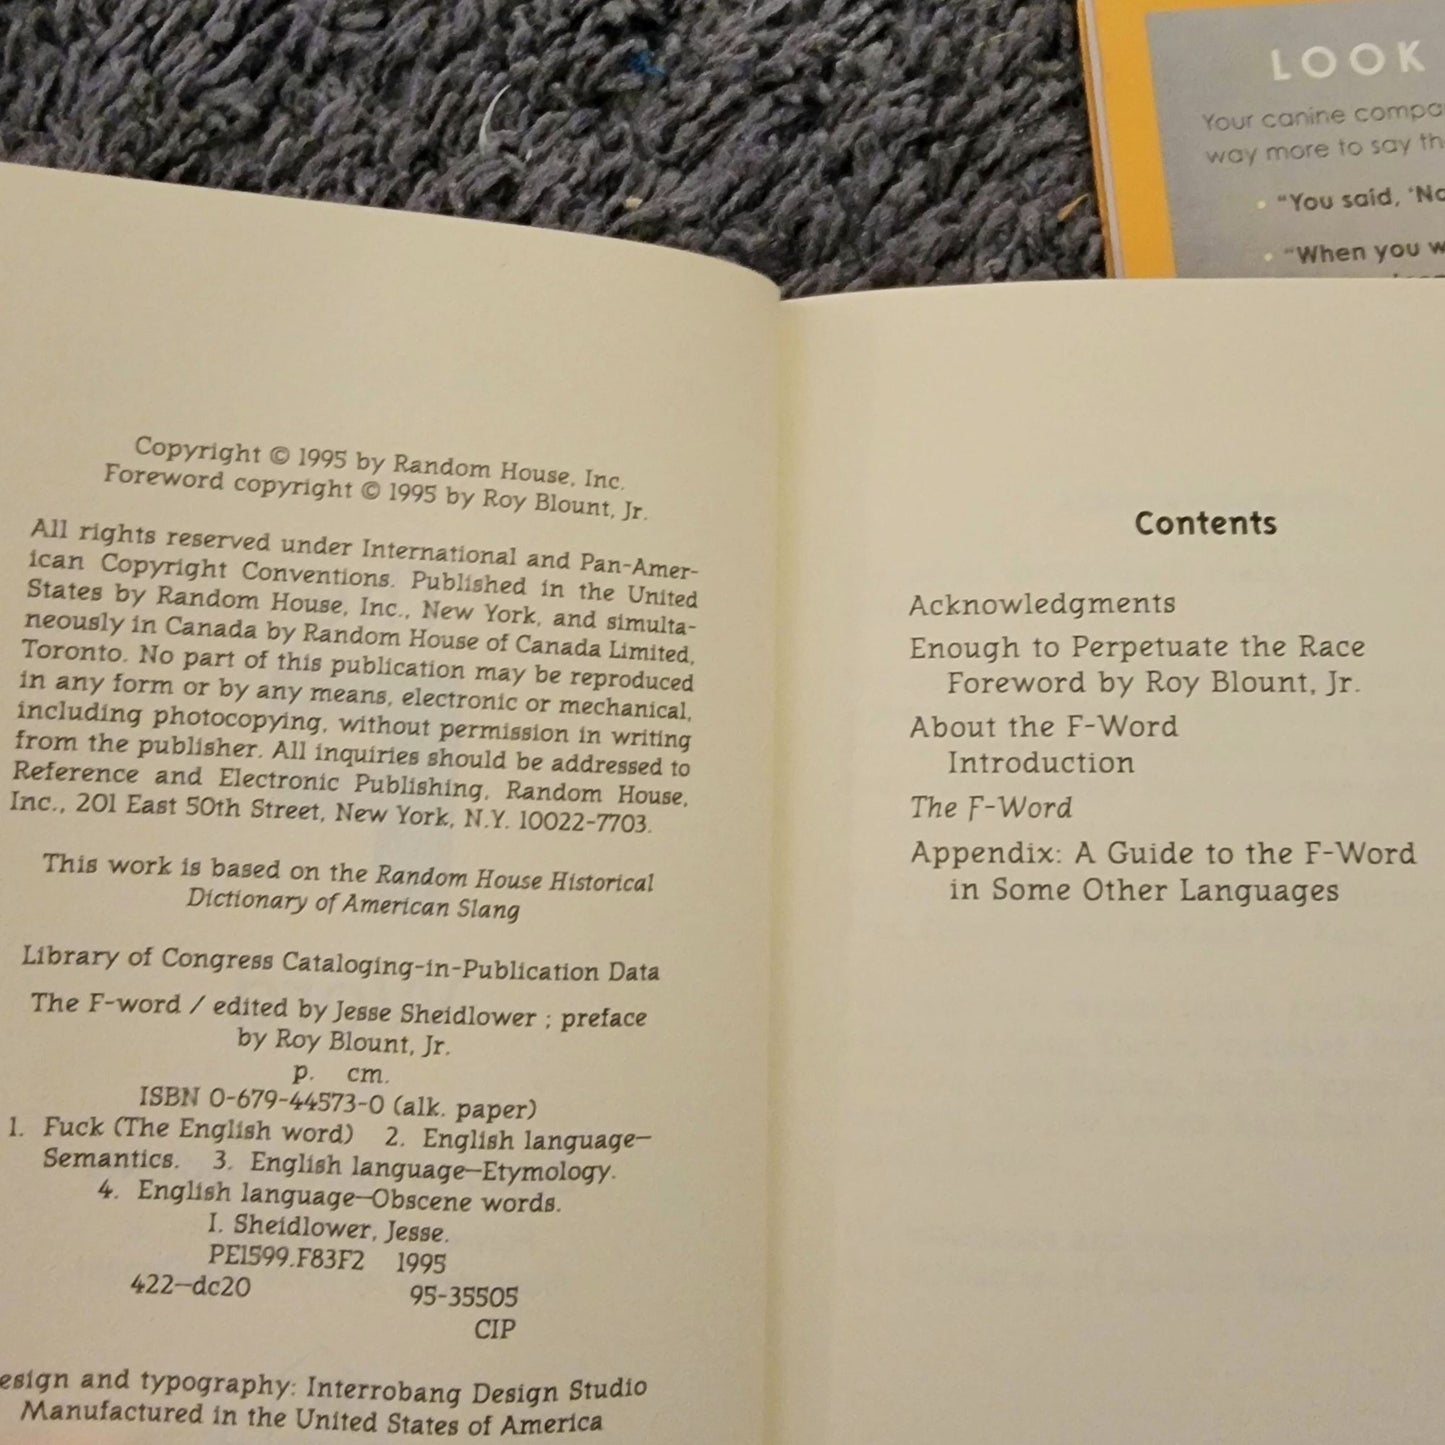 Copyright © 1995 by Random House, Inc.
Foreword copyright © 1995 by Roy Blount, Jr.
All rights reserved under International and Pan-Amer-
ican Copyright Conventions. Published in the United
States by Random House, Inc., New York, and simulta-
neously in Canada by Random House of Canada Limited,
Toronto. No part of this publication may be reproduced
in any form or by any means, electronic or mechanical,
including photocopying, without permission in writing
from the publisher. All inquiries should be addressed to
Reference and Electronic Publishing, Random House,
Inc., 201 East 50th Street, New York, N.Y. 10022-7703.
This work is based on the Random House Historical
Dictionary of American Slang
Library of Congress Cataloging-in-Publication Data
The F-word / edited by Jesse Sheidlower ; preface
by Roy Blount, Jr.
p. cm.
ISBN 0-679-44573-0 (alk. paper)
1. Fuck (The English word) 2. English language—
Semantics. 3. English language—Etymology.
4. English language—Obscene words.
I. Sheidlower, Jesse.
PE1599.F83F2 1995
422—dc20 95-35505
CIP
esign and typography: Interrobang Design Studio
Manufactured in the United States of America
Contents
Acknowledgments
Enough to Perpetuate the Race
Foreword by Roy Blount, Jr.
About the F-Word
Introduction
The F-Word
Appendix: A Guide to the F-Word
in Some Other Languages
LOOK
Your canine compa
way more to say th
• "You said, 'No
• "When you w